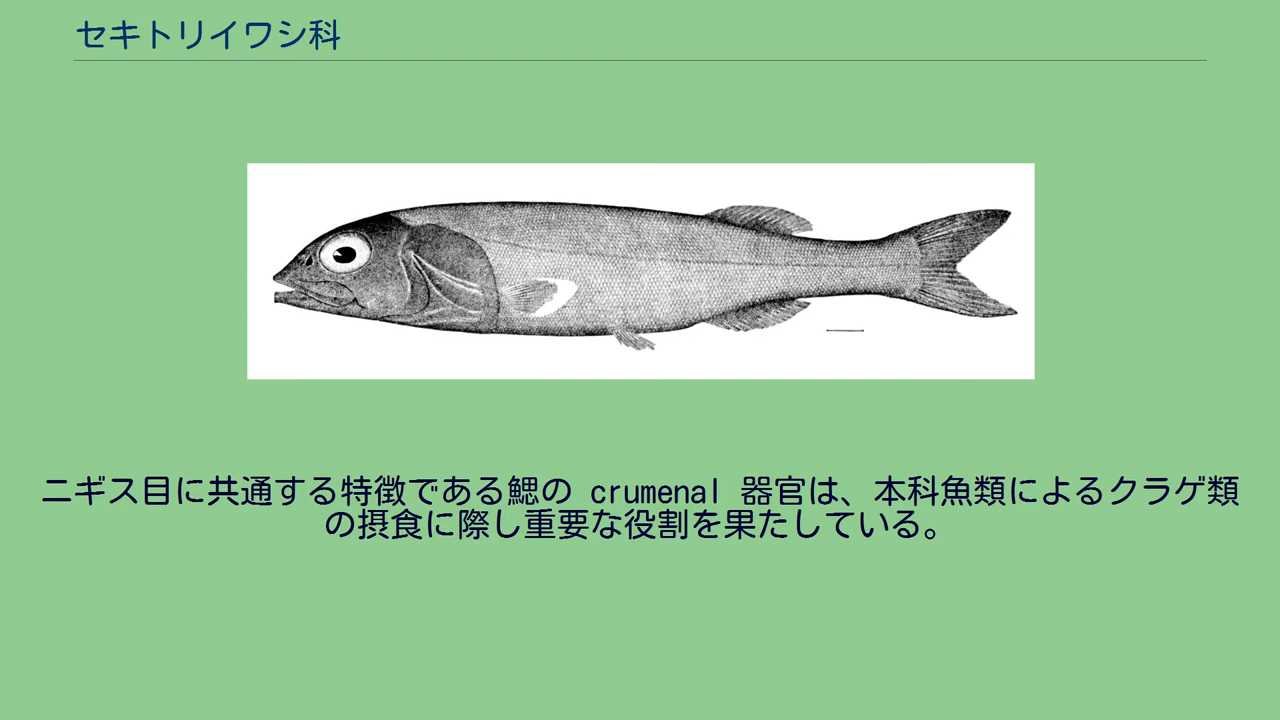 セキトリイワシ科
ニギス目に共通する特徴である鰓の crumenal 器官は、本科魚類によるクラゲ類
の摂食に際し重要な役割を果たしている。